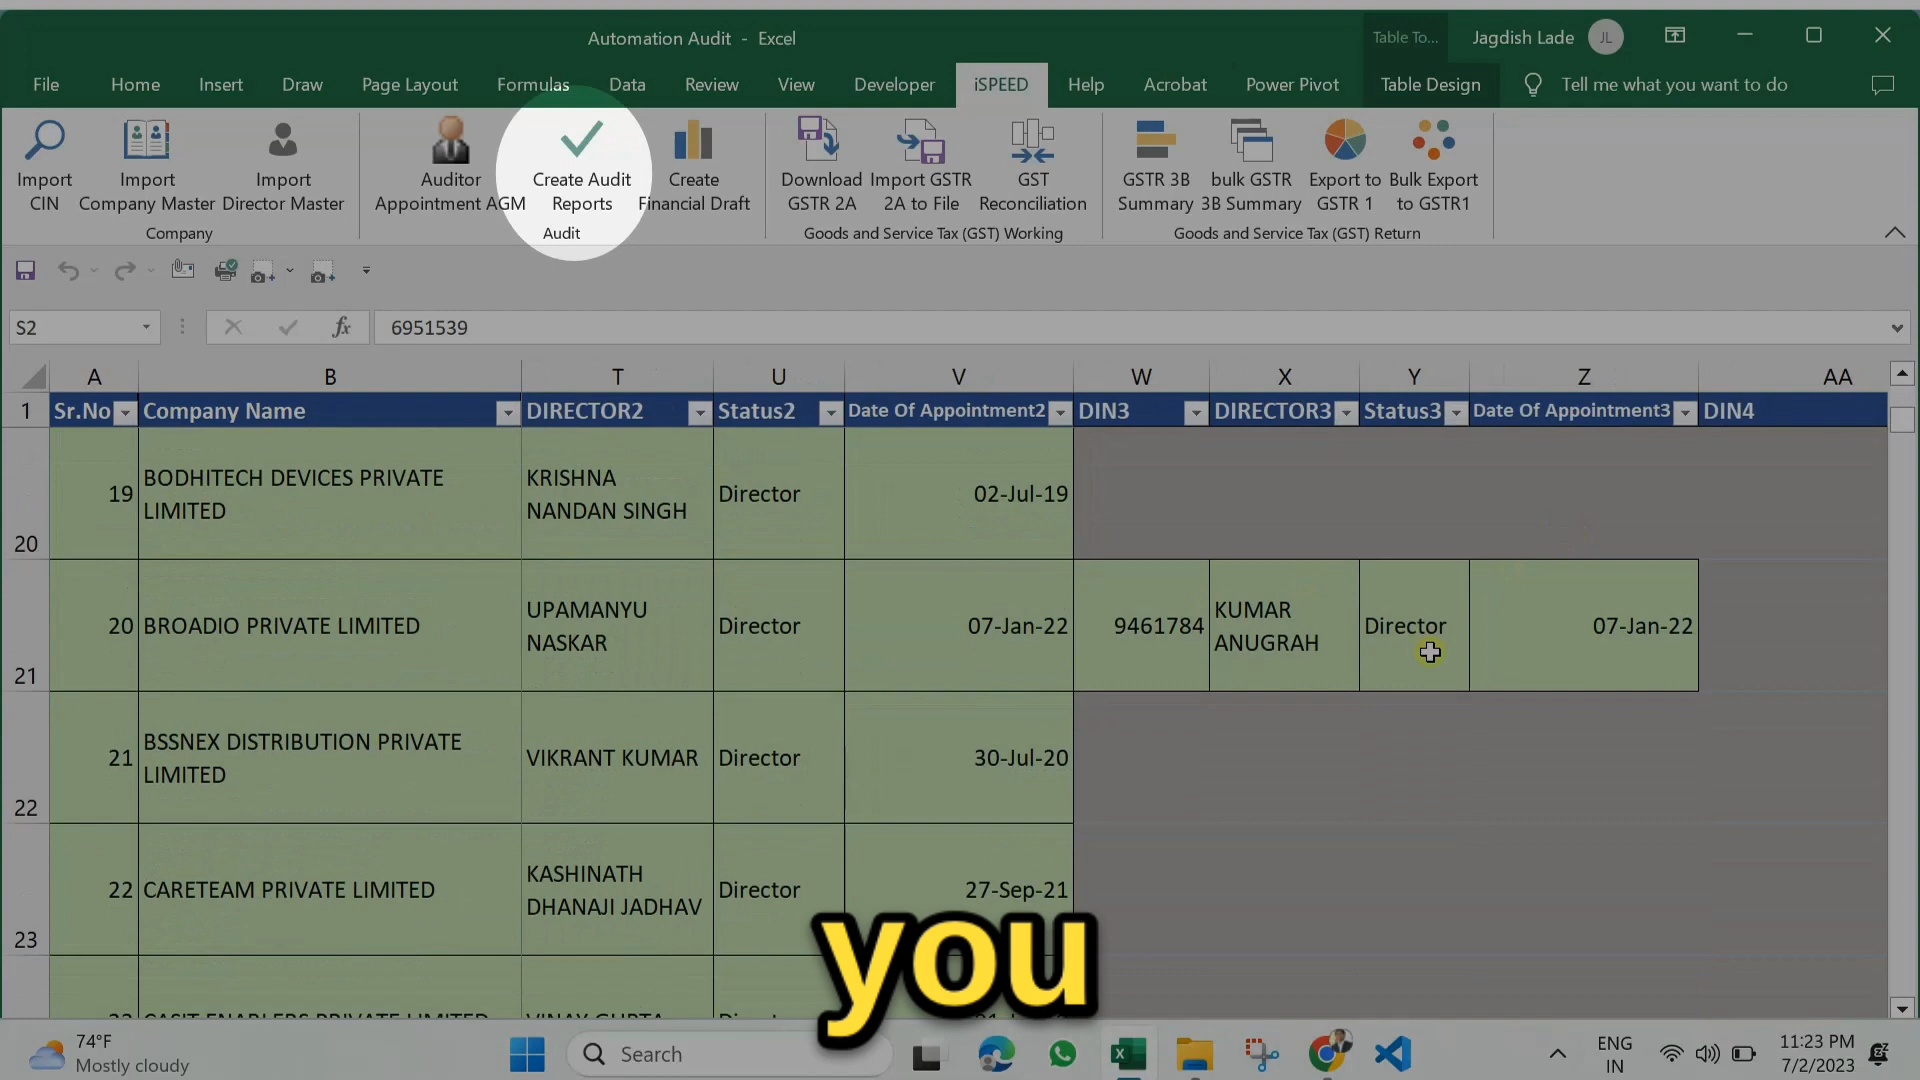 Automation Audit - Excel
Table To...
Jagdish Lade
JL
File Home Insert Draw Page Layout Formulas Data Review View Developer iSPEED Help Acrobat Power Pivot Table Design Tell me what you want to do
Import CIN
Import Company Master
Import Director Master
Company
Auditor Appointment AGM
Create Audit Reports
Create Financial Draft
Audit
Download GSTR 2A
Import GSTR 2A to File
GST Reconciliation
Goods and Service Tax (GST) Working
GSTR 3B Summary
bulk GSTR 3B Summary
Export to GSTR 1
Bulk Export to GSTR1
Goods and Service Tax (GST) Return
S2 fx 6951539
A B T U V W X Y Z AA
1 Sr.No Company Name DIRECTOR2 Status2 Date Of Appointment2 DIN3 DIRECTOR3 Status3 Date Of Appointment3 DIN4
20 19 BODHITECH DEVICES PRIVATE LIMITED KRISHNA NANDAN SINGH Director 02-Jul-19
21 20 BROADIO PRIVATE LIMITED UPAMANYU NASKAR Director 07-Jan-22 9461784 KUMAR ANUGRAH Director 07-Jan-22
22 21 BSSNEX DISTRIBUTION PRIVATE LIMITED VIKRANT KUMAR Director 30-Jul-20
23 22 CARETEAM PRIVATE LIMITED KASHINATH DHANAJI JADHAV Director 27-Sep-21
you
74°F
Mostly cloudy
Search
ENG
IN
11:23 PM
7/2/2023